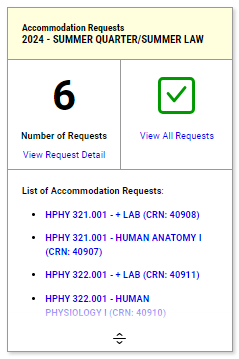 Accommodation Requests
2024 - SUMMER QUARTER/SUMMER LAW
6
Number of Requests
View Request Detail
View All Requests
List of Accommodation Requests:
HPHY 321.001 - + LAB (CRN: 40908)
HPHY 321.001 - HUMAN ANATOMY I
(CRN: 40907)
HPHY 322.001 - + LAB (CRN: 40911)
HPHY 322.001 - HUMAN
PHYSIOLOGY I (CRN: 40910)